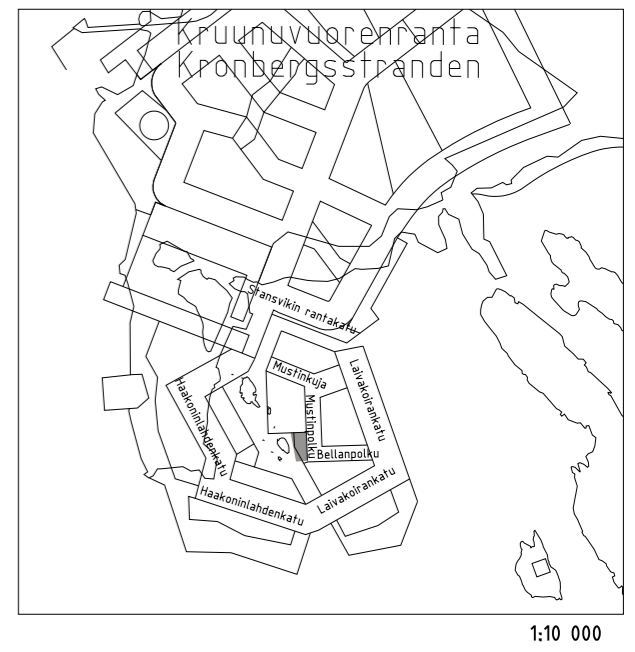 Kruunuvuorenranta
Kronbergsstranden
Stansvikin rantakatu
Mustinkuja
Laivakoirankatu
Haakoninlahdenkatu
Mustinpolku
Bellanpolku
Laivakoirankatu
Haakoninlahdenkatu
1:10 000